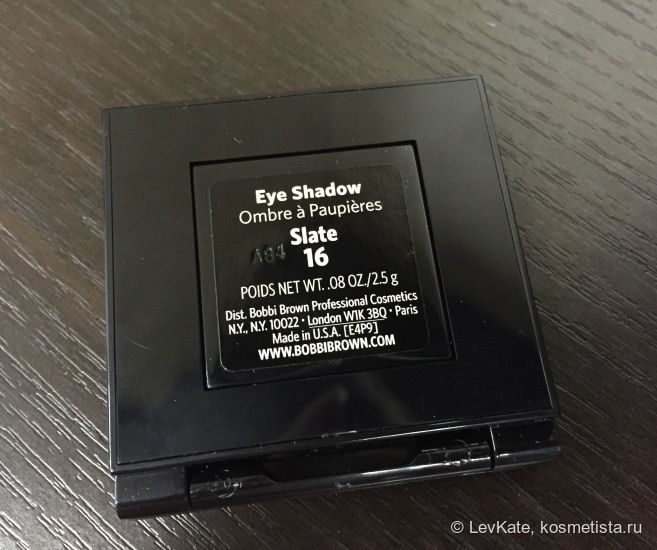 Eye Shadow
Ombre à Paupières
Slate
A84 16
POIDS NET WT. .08 OZ./2.5 g
Dist. Bobbi Brown Professional Cosmetics
N.Y., N.Y. 10022 · London W1K 3BQ · Paris
Made in U.S.A. [E4P9]
WWW.BOBBIBROWN.COM
© LevKate, kosmetista.ru